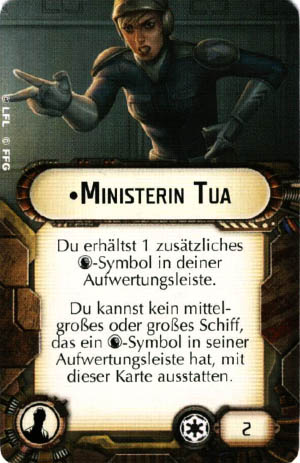 © LFL © FFG
•MINISTERIN TUA
Du erhältst 1 zusätzliches
-Symbol in deiner
Aufwertungsleiste.
Du kannst kein mittel-
großes oder großes Schiff,
das ein -Symbol in seiner
Aufwertungsleiste hat, mit
dieser Karte ausstatten.
2